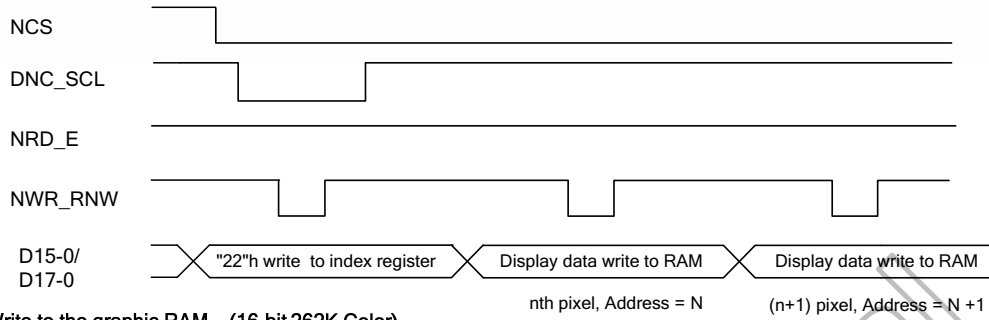 NCS
DNC_SCL
NRD_E
NWR_RNW
D15-0/
D17-0
"22"h write to index register
Display data write to RAM
Display data write to RAM
nth pixel, Address = N
(n+1) pixel, Address = N +1
Write to the graphic RAM (16-bit 262K Color)